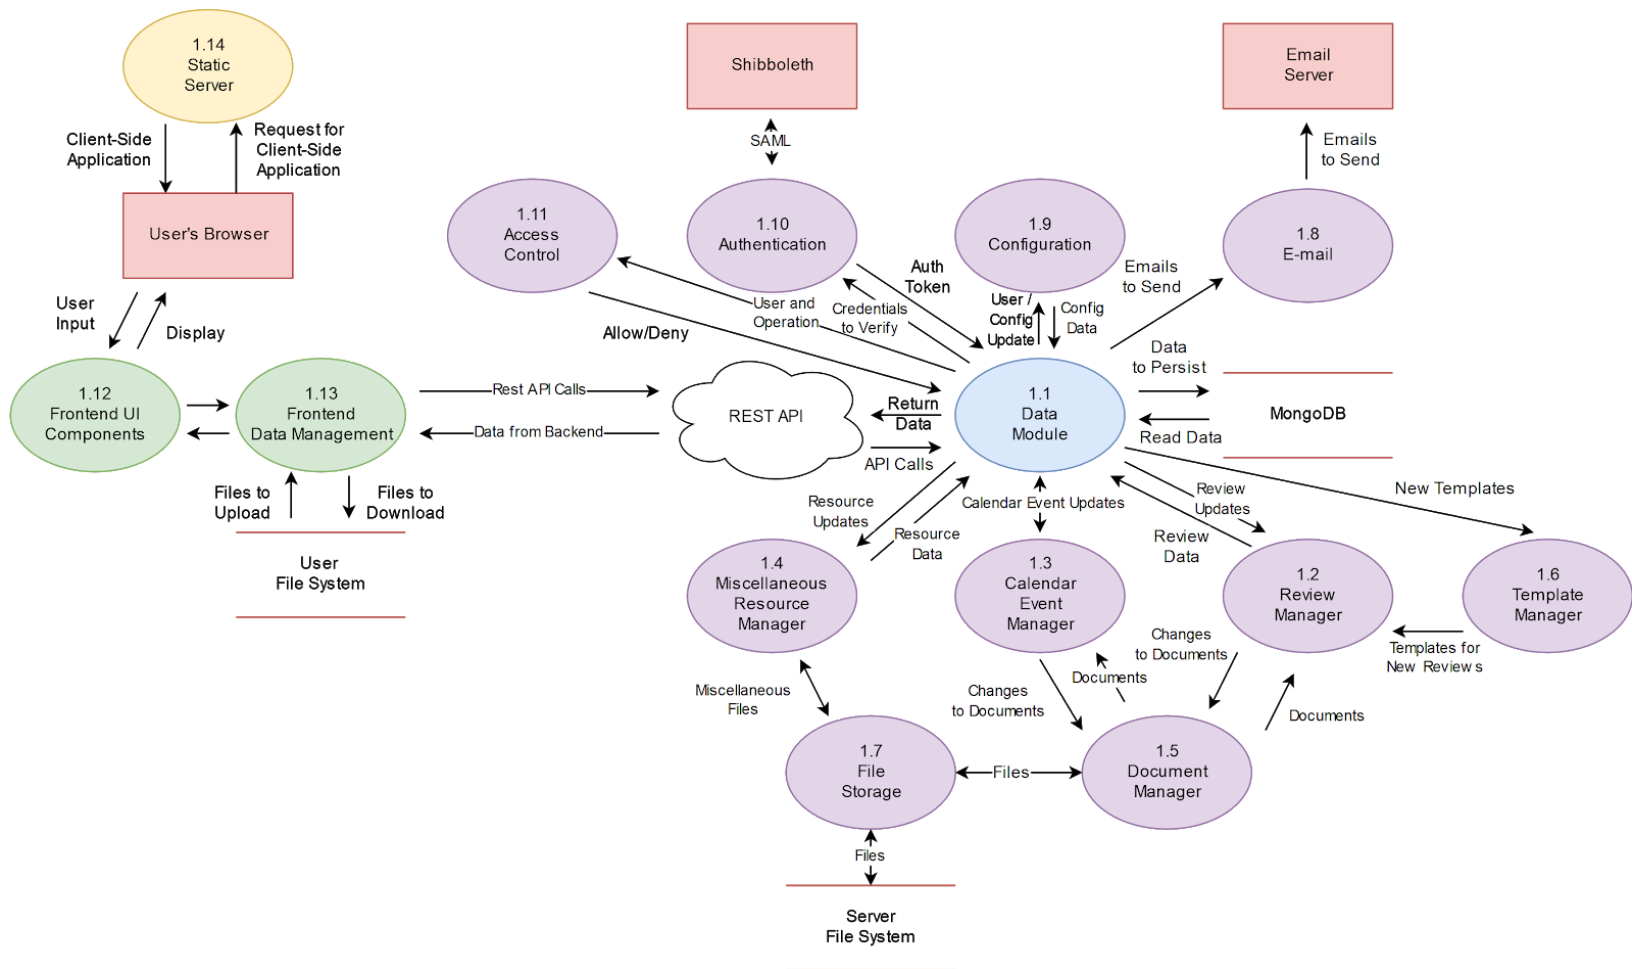 1.14
Static
Server
Shibboleth
Email
Server
Client-Side
Application
Request for
Client-Side
Application
SAML
Emails
to Send
User's Browser
1.11
Access
Control
1.10
Authentication
1.9
Configuration
1.8
E-mail
User
Input
Display
Allow/Deny
User and
Operation
Credentials
to Verify
Auth
Token
User /
Config
Update
Config
Data
Emails
to Send
Data
to Persist
1.12
Frontend UI
Components
1.13
Frontend
Data Management
Rest API Calls
Data from Backend
REST API
Return
Data
API Calls
1.1
Data
Module
MongoDB
Read Data
Files to
Upload
Files to
Download
User
File System
Resource
Updates
Resource
Data
Calendar Event Updates
Review
Updates
Review
Data
New Templates
1.4
Miscellaneous
Resource
Manager
1.3
Calendar
Event
Manager
1.2
Review
Manager
1.6
Template
Manager
Templates for
New Reviews
Miscellaneous
Files
Changes
to Documents
Documents
Changes
to Documents
Documents
1.7
File
Storage
Files
1.5
Document
Manager
Files
Server
File System